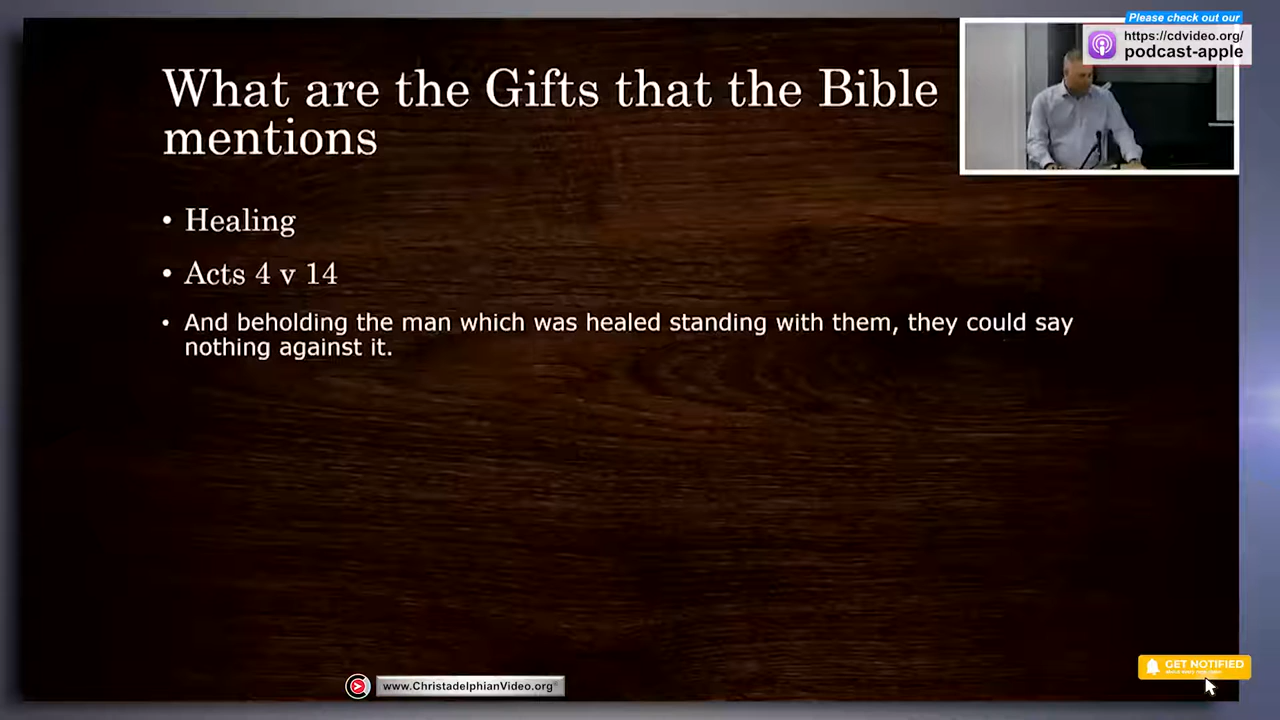 Please check out our
https://cdvideo.org/
podcast-apple
What are the Gifts that the Bible
mentions
• Healing
• Acts 4 v 14
• And beholding the man which was healed standing with them, they could say
nothing against it.
GET NOTIFIED
www.ChristadelphianVideo.org